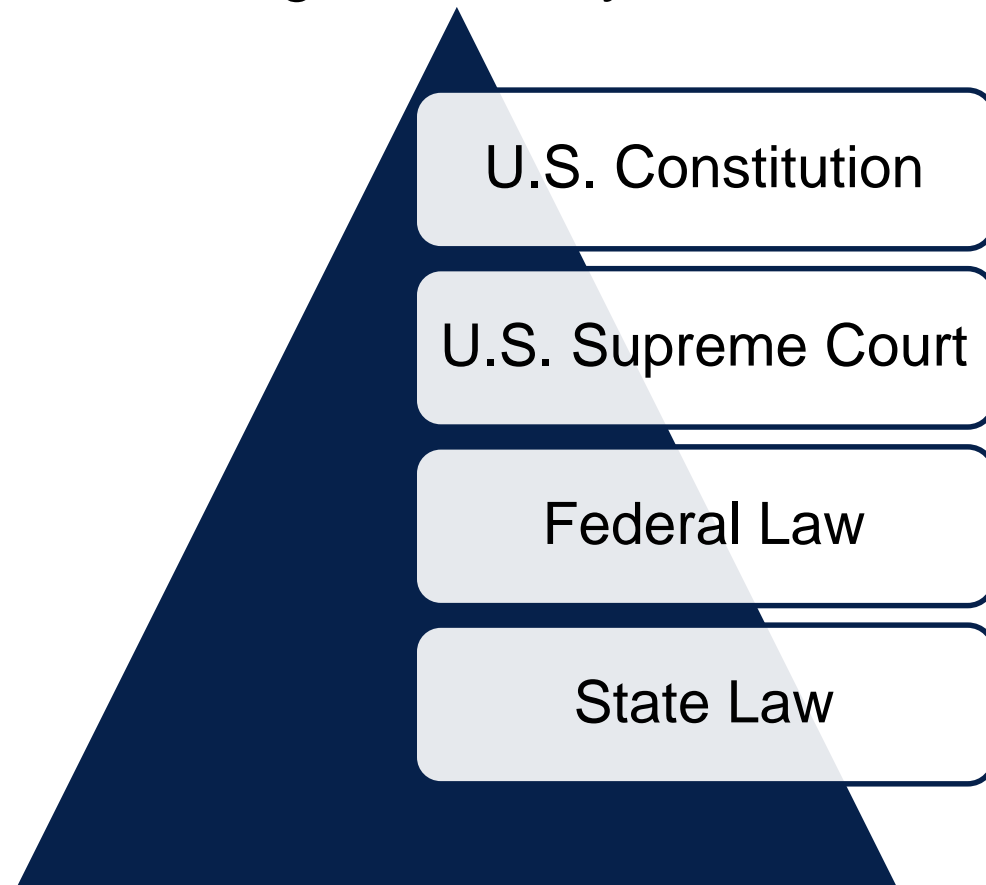 U.S. Constitution
U.S. Supreme Court
Federal Law
State Law